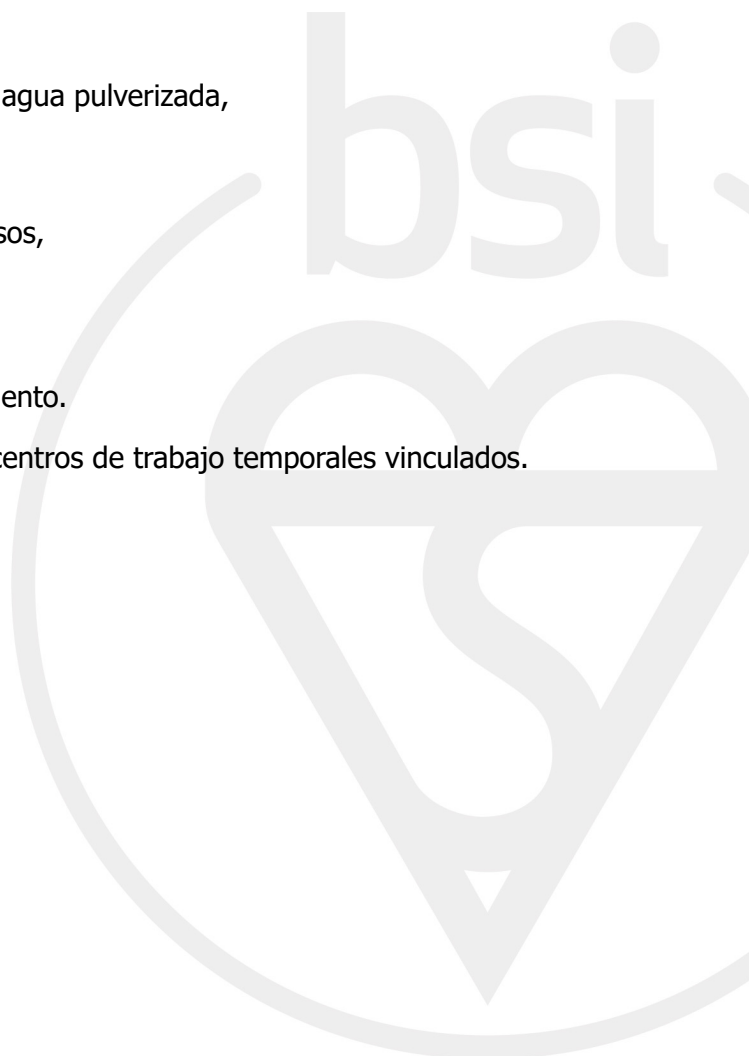 bsi
agua pulverizada,
sos,
ento.
centros de trabajo temporales vinculados.